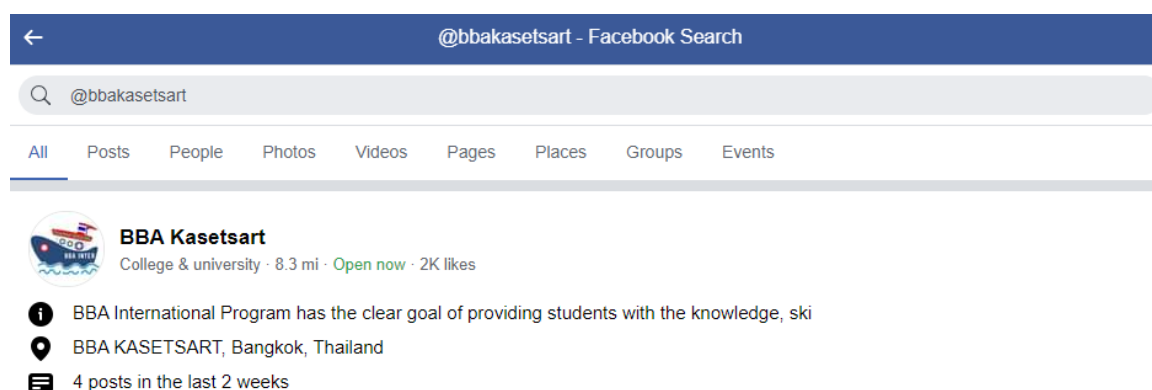 @bbakasetsart - Facebook Search
@bbakasetsart
All Posts People Photos Videos Pages Places Groups Events
BBA INTER
BBA Kasetsart
College & university · 8.3 mi · Open now · 2K likes
BBA International Program has the clear goal of providing students with the knowledge, ski
BBA KASETSART, Bangkok, Thailand
4 posts in the last 2 weeks